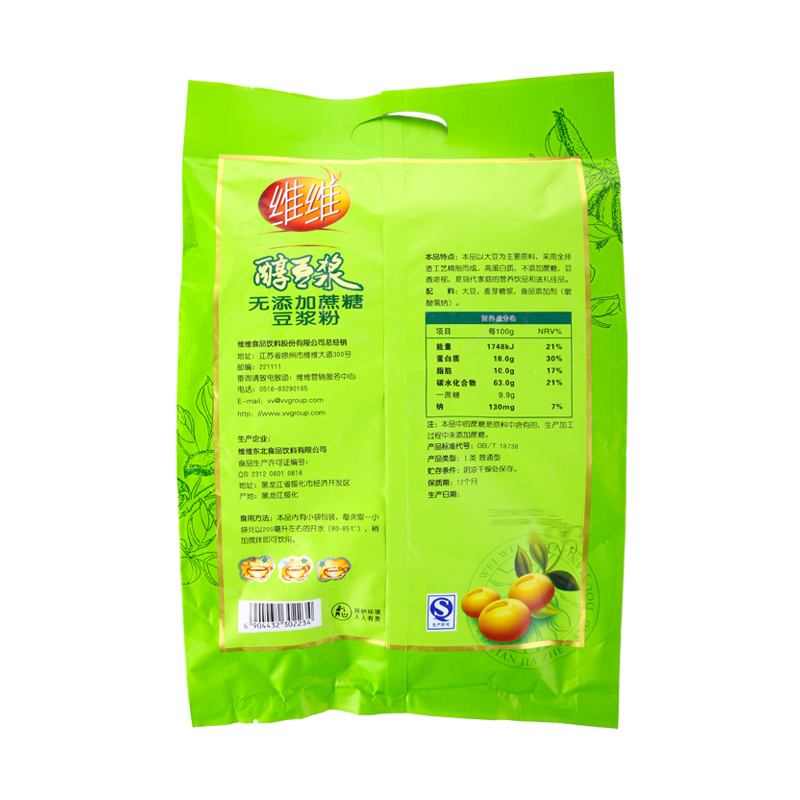 维维
醇豆浆
无添加蔗糖
豆浆粉
维维食品饮料股份有限公司总经销
地址：江苏省徐州市维维大道300号
邮编：221111
垂询请致电致函：维维营销服务中心
电话：0516-83290165
E-mail：vv@vvgroup.com
http：//www.vvgroup.com
生产企业：
维维东北食品饮料有限公司
食品生产许可证编号：
QS 2312 0601 0816
地址：黑龙江省绥化市经济开发区
产地：黑龙江绥化
食用方法：本品内有小袋包装，每次取一小
袋兑以200毫升左右的开水（80-85℃），稍
加搅拌即可饮用。
6 904432 302234
保护环境
人人有责
本品特点：本品以大豆为主要原料，采用全排
渣工艺精制而成，高蛋白质，不添加蔗糖，豆
香浓郁，是现代家庭的营养饮品和送礼佳品。
配 料：大豆，麦芽糖浆，食品添加剂（碳
酸氢钠）。
营养成分表
项目 每100g NRV%
能量 1748kJ 21%
蛋白质 18.0g 30%
脂肪 10.0g 17%
碳水化合物 63.0g 21%
—蔗糖 9.9g
钠 130mg 7%
注：本品中的蔗糖是原料中含有的，生产加工
过程中未添加蔗糖。
产品标准代号：GB/T 18738
产品类型：1类 普通型
贮存条件：阴凉干燥处保存。
保质期：12个月
生产日期：
QS
生产许可
WEI WEI